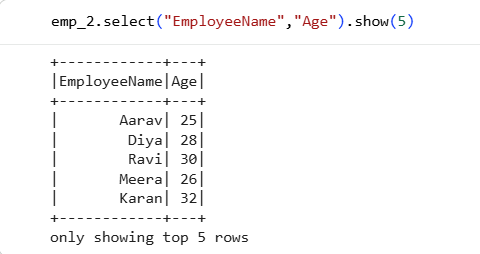 emp_2.select("EmployeeName","Age").show(5)
+------------+---+
|EmployeeName|Age|
+------------+---+
|       Aarav| 25|
|        Diya| 28|
|        Ravi| 30|
|       Meera| 26|
|       Karan| 32|
+------------+---+
only showing top 5 rows